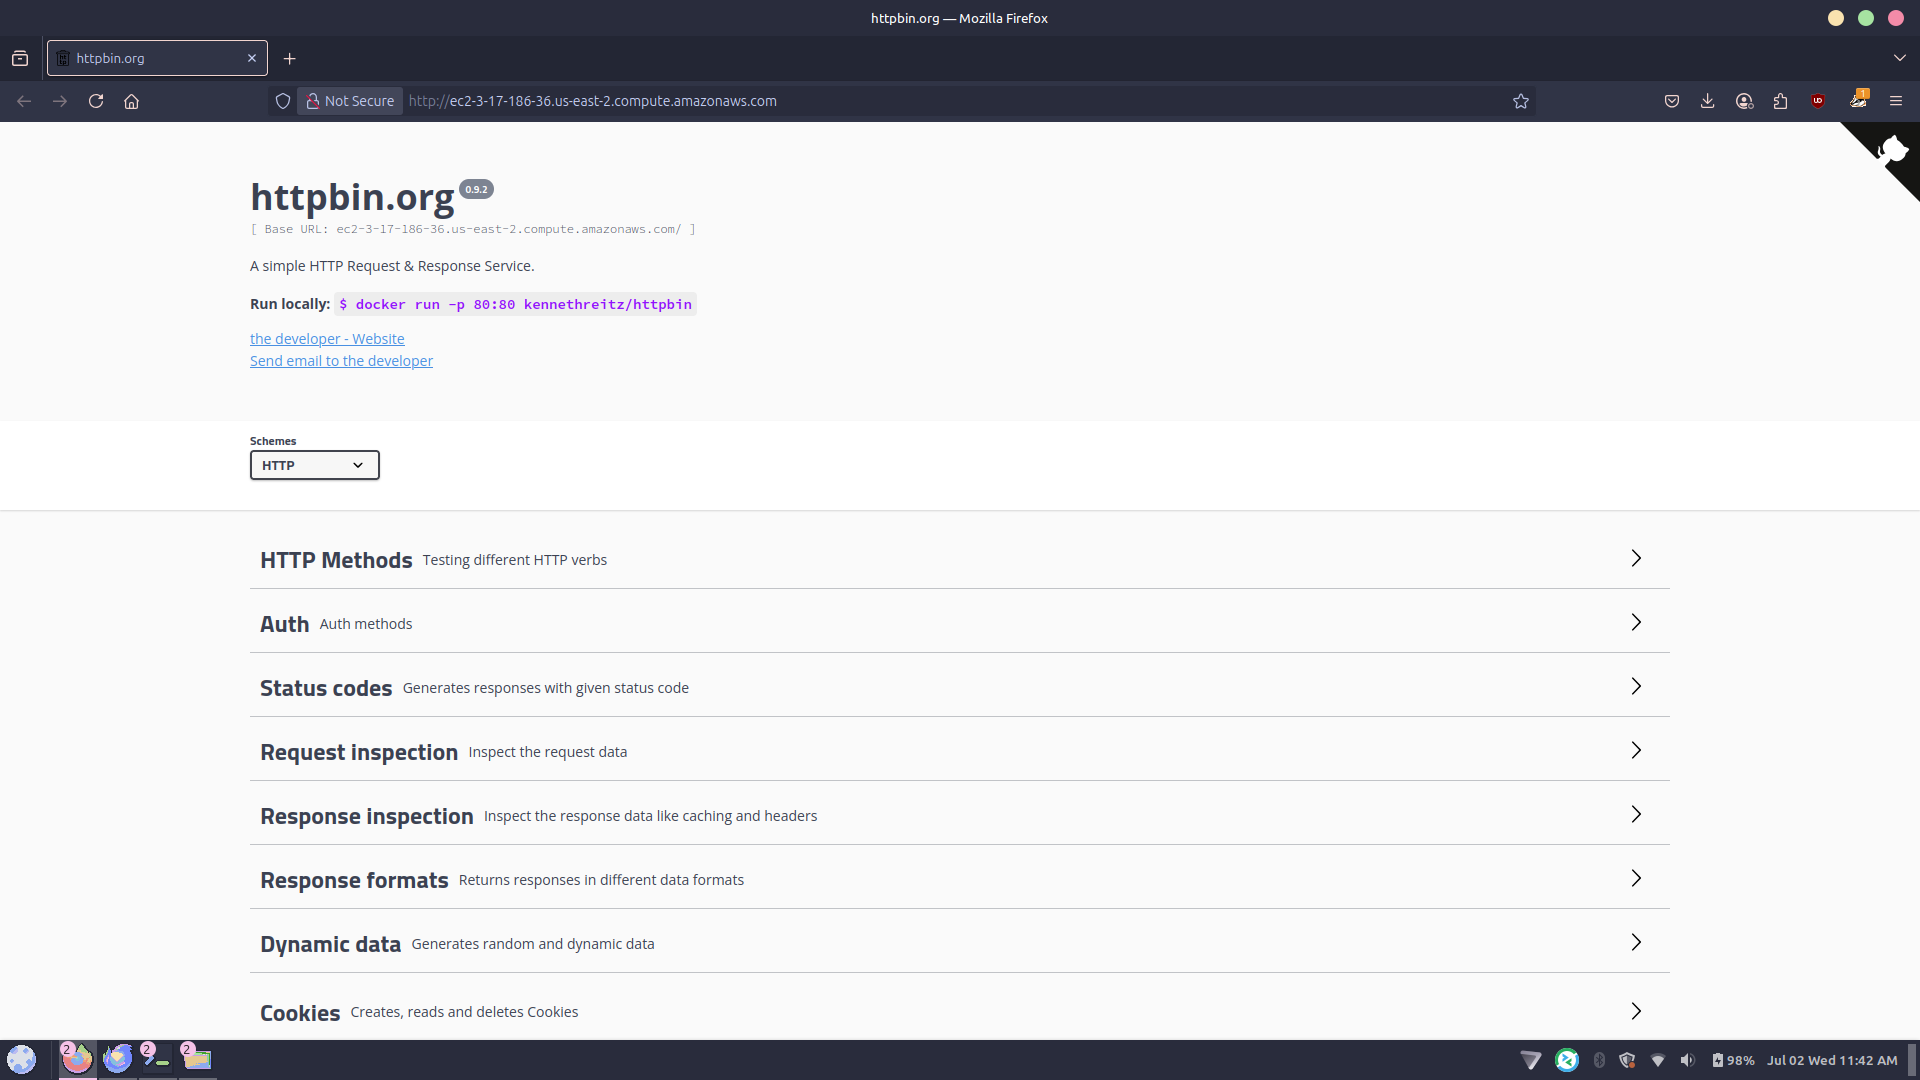 httpbin.org — Mozilla Firefox
httpbin.org
Not Secure
http://ec2-3-17-186-36.us-east-2.compute.amazonaws.com
1
httpbin.org 0.9.2
[ Base URL: ec2-3-17-186-36.us-east-2.compute.amazonaws.com/ ]
A simple HTTP Request & Response Service.
Run locally: $ docker run -p 80:80 kennethreitz/httpbin
the developer - Website
Send email to the developer
Schemes
HTTP
HTTP Methods Testing different HTTP verbs
Auth Auth methods
Status codes Generates responses with given status code
Request inspection Inspect the request data
Response inspection Inspect the response data like caching and headers
Response formats Returns responses in different data formats
Dynamic data Generates random and dynamic data
Cookies Creates, reads and deletes Cookies
2 2 2 98% Jul 02 Wed 11:42 AM